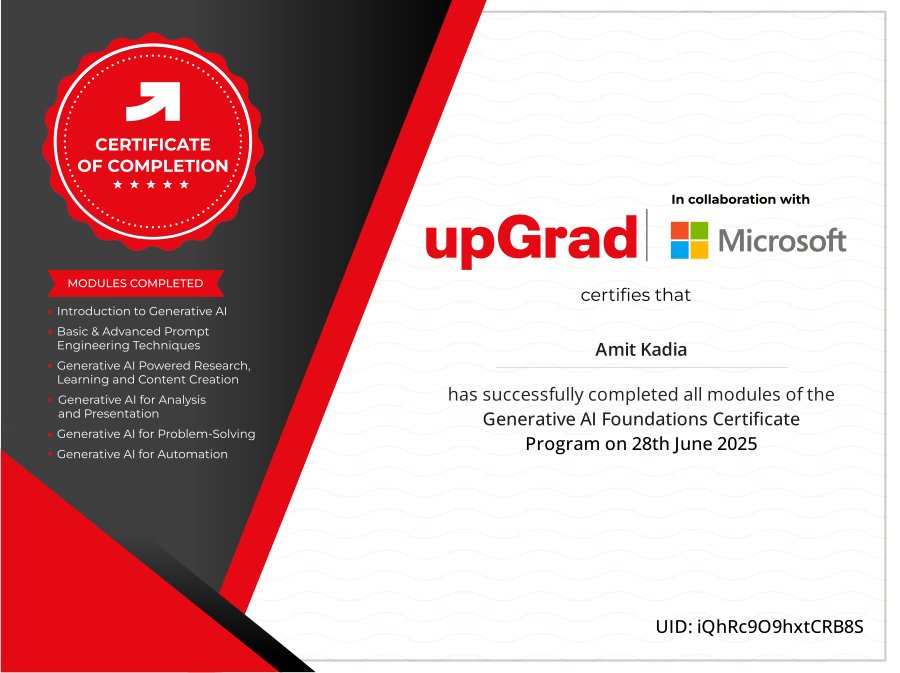 CERTIFICATE
OF COMPLETION
MODULES COMPLETED
Introduction to Generative AI
Basic & Advanced Prompt
Engineering Techniques
Generative AI Powered Research,
Learning and Content Creation
Generative AI for Analysis
and Presentation
Generative AI for Problem-Solving
Generative AI for Automation
In collaboration with
upGrad
Microsoft
certifies that
Amit Kadia
has successfully completed all modules of the
Generative AI Foundations Certificate
Program on 28th June 2025
UID: iQhRc9O9hxtCRB8S